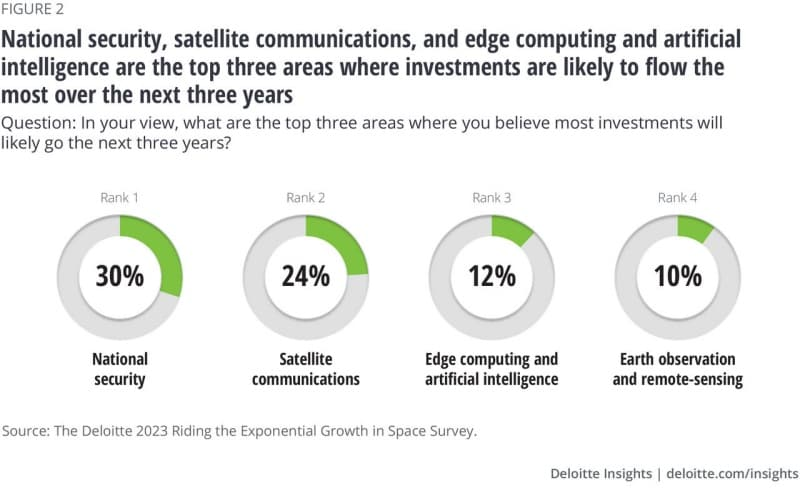 FIGURE 2
National security, satellite communications, and edge computing and artificial
intelligence are the top three areas where investments are likely to flow the
most over the next three years
Question: In your view, what are the top three areas where you believe most investments will
likely go the next three years?
Rank 1
30%
National
security
Rank 2
24%
Satellite
communications
Rank 3
12%
Edge computing and
artificial intelligence
Rank 4
10%
Earth observation
and remote-sensing
Source: The Deloitte 2023 Riding the Exponential Growth in Space Survey.
Deloitte Insights | deloitte.com/insights